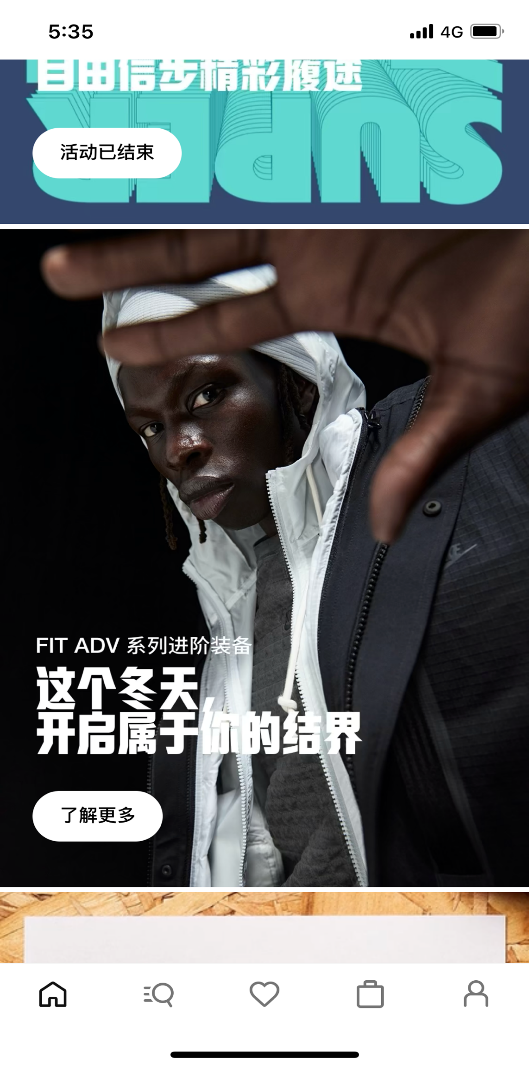 5:35
4G
自由信步精彩履途
SUPER
活动已结束
FIT ADV 系列进阶装备
这个冬天，
开启属于你的结界
了解更多